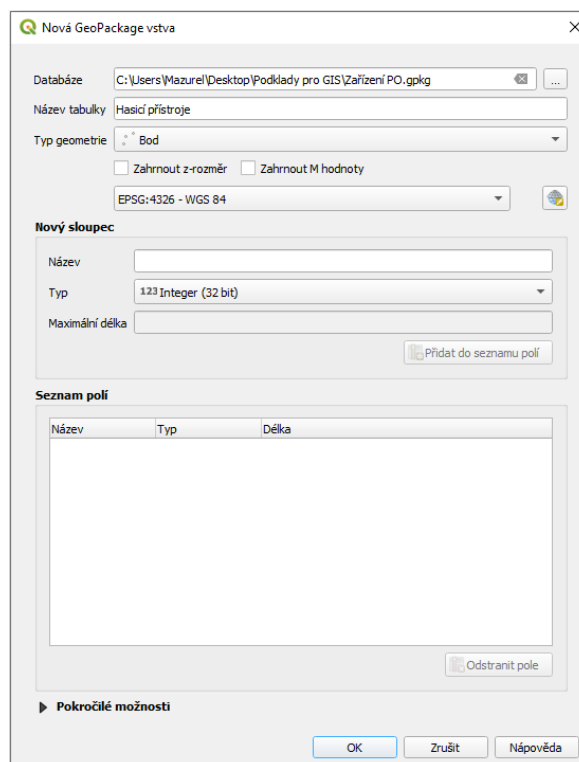 Nová GeoPackage vstva
Databáze C:\Users\Mazurel\Desktop\Podklady pro GIS\Zařízení PO.gpkg ...
Název tabulky Hasicí přístroje
Typ geometrie Bod
Zahrnout z-rozměr Zahrnout M hodnoty
EPSG:4326 - WGS 84
Nový sloupec
Název
Typ 123 Integer (32 bit)
Maximální délka
Přidat do seznamu polí
Seznam polí
Název Typ Délka
Odstranit pole
Pokročilé možnosti
OK Zrušit Nápověda